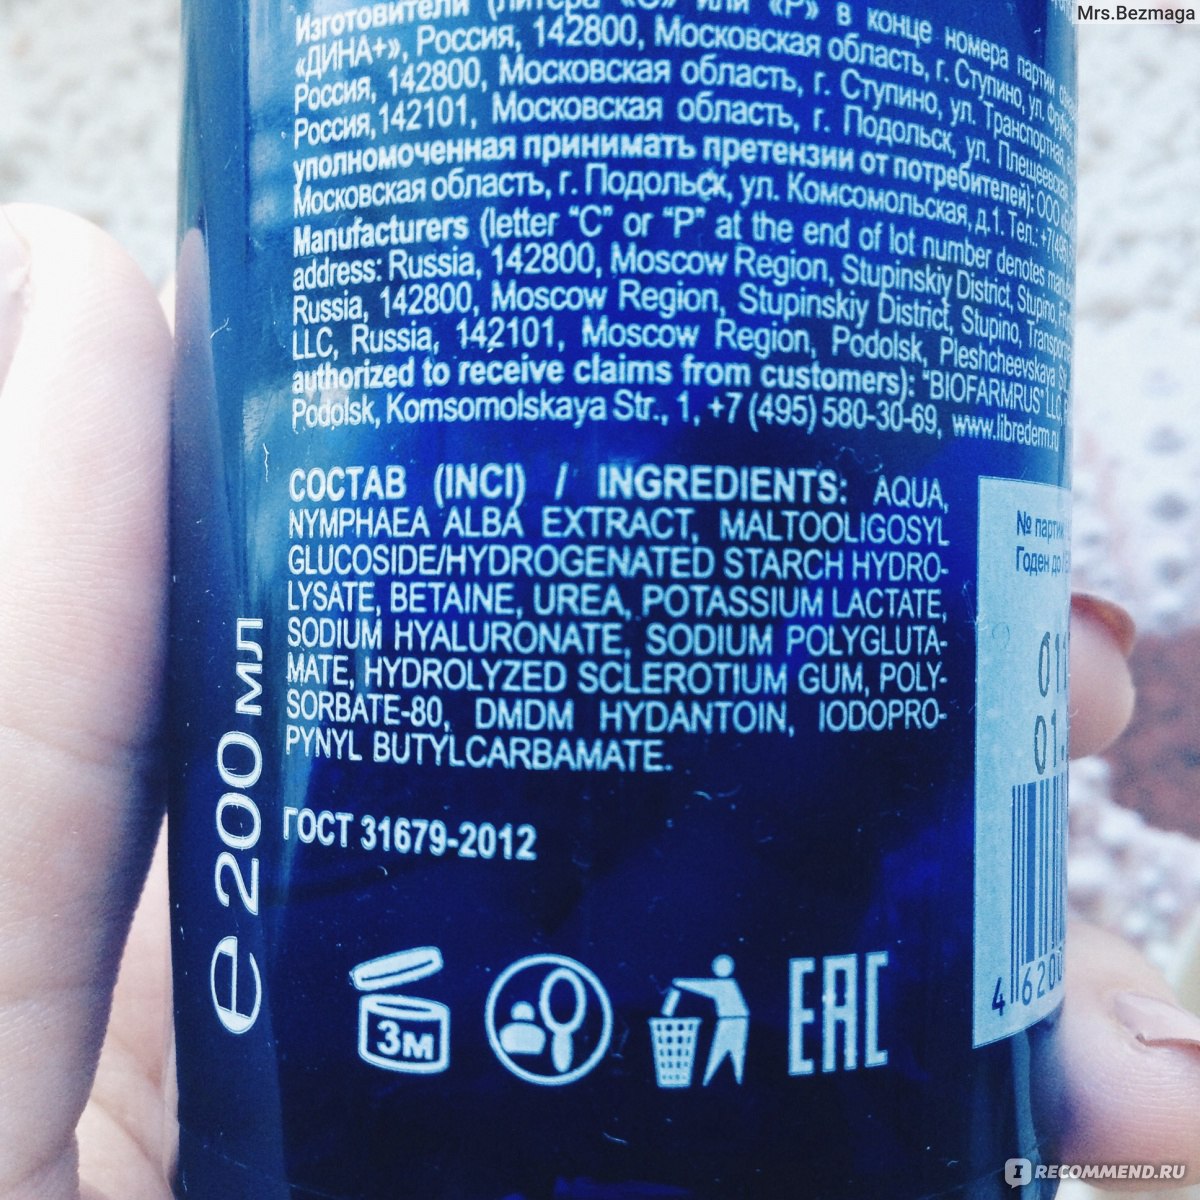 Mrs.Bezmaga
Изготовители (литера «С» или «Р») в конце номера партии
«ДИНА+», Россия, 142800, Московская область, г. Ступино, ул.
Россия, 142800, Московская область, г. Ступино, ул. Транспортная,
Россия,142101, Московская область, г. Подольск, ул. Плещеевская
уполномоченная принимать претензии от потребителей): ООО
Московская область, г. Подольск, ул. Комсомольская, д.1. Тел.: +7(495)
Manufacturers (letter “C” or “P” at the end of lot number denotes
address: Russia, 142800, Moscow Region, Stupinskiy District, Stupino,
Russia, 142800, Moscow Region, Stupinskiy District, Stupino,
LLC, Russia, 142101, Moscow Region, Podolsk, Pleshcheevskaya
authorized to receive claims from customers): "BIOFARMRUS" LLC,
Podolsk, Komsomolskaya Str., 1, +7 (495) 580-30-69, www.librederm.ru
СОСТАВ (INCI) / INGREDIENTS: AQUA,
NYMPHAEA ALBA EXTRACT, MALTOOLIGOSYL
GLUCOSIDE/HYDROGENATED STARCH HYDRO-
LYSATE, BETAINE, UREA, POTASSIUM LACTATE,
SODIUM HYALURONATE, SODIUM POLYGLUTA-
MATE, HYDROLYZED SCLEROTIUM GUM, POLY-
SORBATE-80, DMDM HYDANTOIN, IODOPRO-
PYNYL BUTYLCARBAMATE.
ГОСТ 31679-2012
℮ 200 МЛ
3М
EAC
№ партии
Годен до
IRECOMMEND.RU